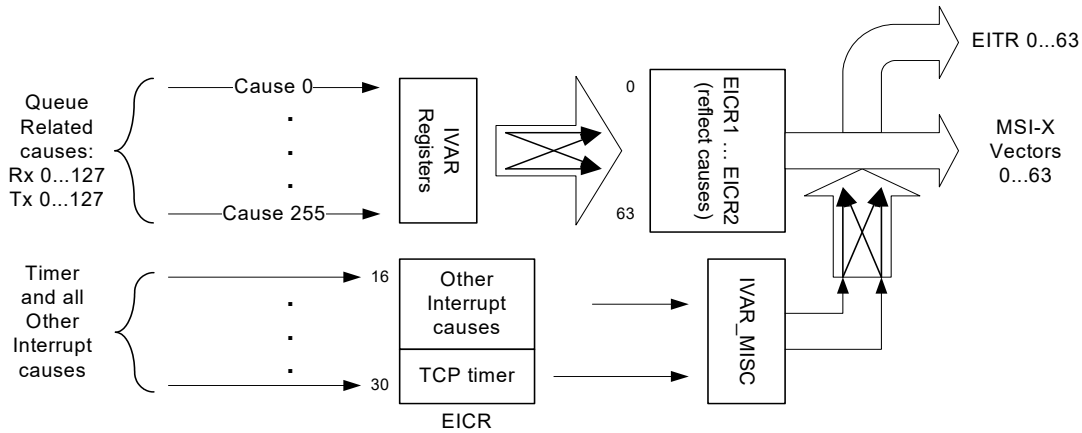 EITR 0...63
Queue
Related
causes:
Rx 0...127
Tx 0...127
Cause 0
.
.
.
Cause 255
IVAR
Registers
0
63
EICR1 ... EICR2
(reflect causes)
MSI-X
Vectors
0...63
Timer
and all
Other
Interrupt
causes
16
.
.
.
30
Other
Interrupt
causes
TCP timer
EICR
IVAR_MISC